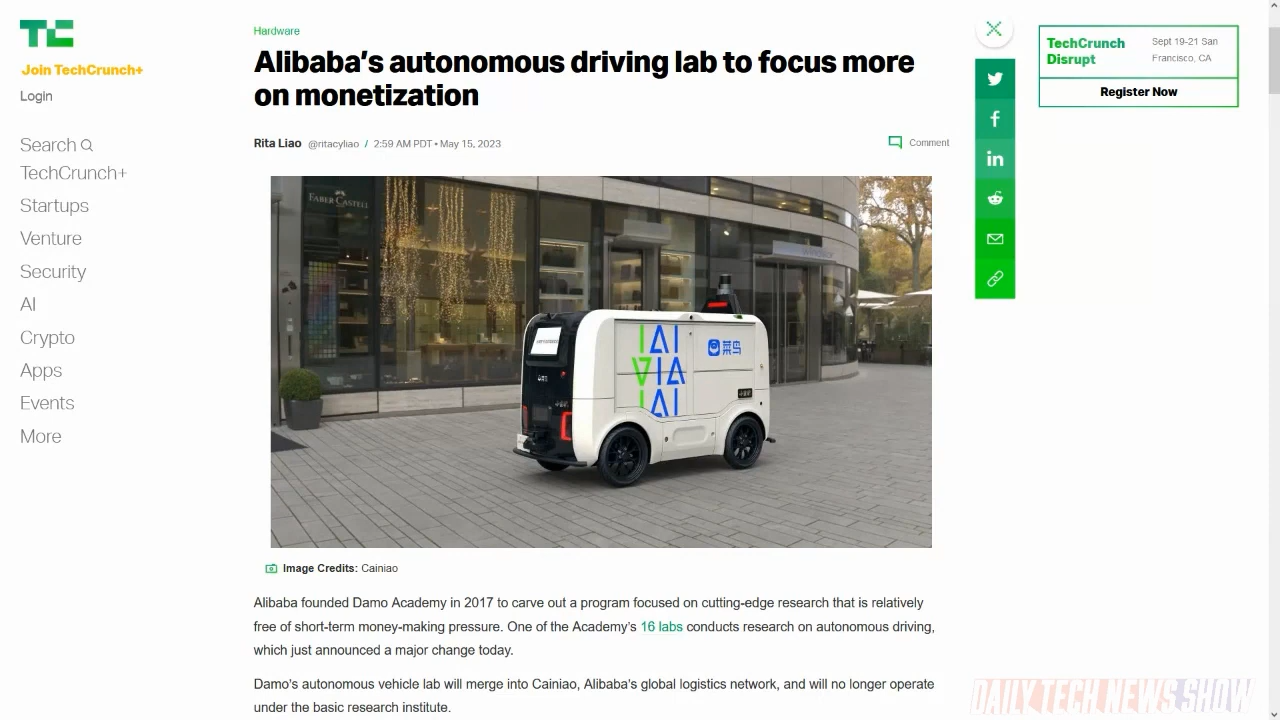 TC
Join TechCrunch+
Login
Search
TechCrunch+
Startups
Venture
Security
AI
Crypto
Apps
Events
More
Hardware
Alibaba’s autonomous driving lab to focus more
on monetization
Rita Liao @ritacyliao / 2:59 AM PDT • May 15, 2023
Comment
FABER-CASTELL
菜鸟
Image Credits: Cainiao
Alibaba founded Damo Academy in 2017 to carve out a program focused on cutting-edge research that is relatively
free of short-term money-making pressure. One of the Academy’s 16 labs conducts research on autonomous driving,
which just announced a major change today.
Damo’s autonomous vehicle lab will merge into Cainiao, Alibaba’s global logistics network, and will no longer operate
under the basic research institute.
f
in
TechCrunch
Disrupt
Sept 19-21 San
Francisco, CA
Register Now
DAILY TECH NEWS SHOW